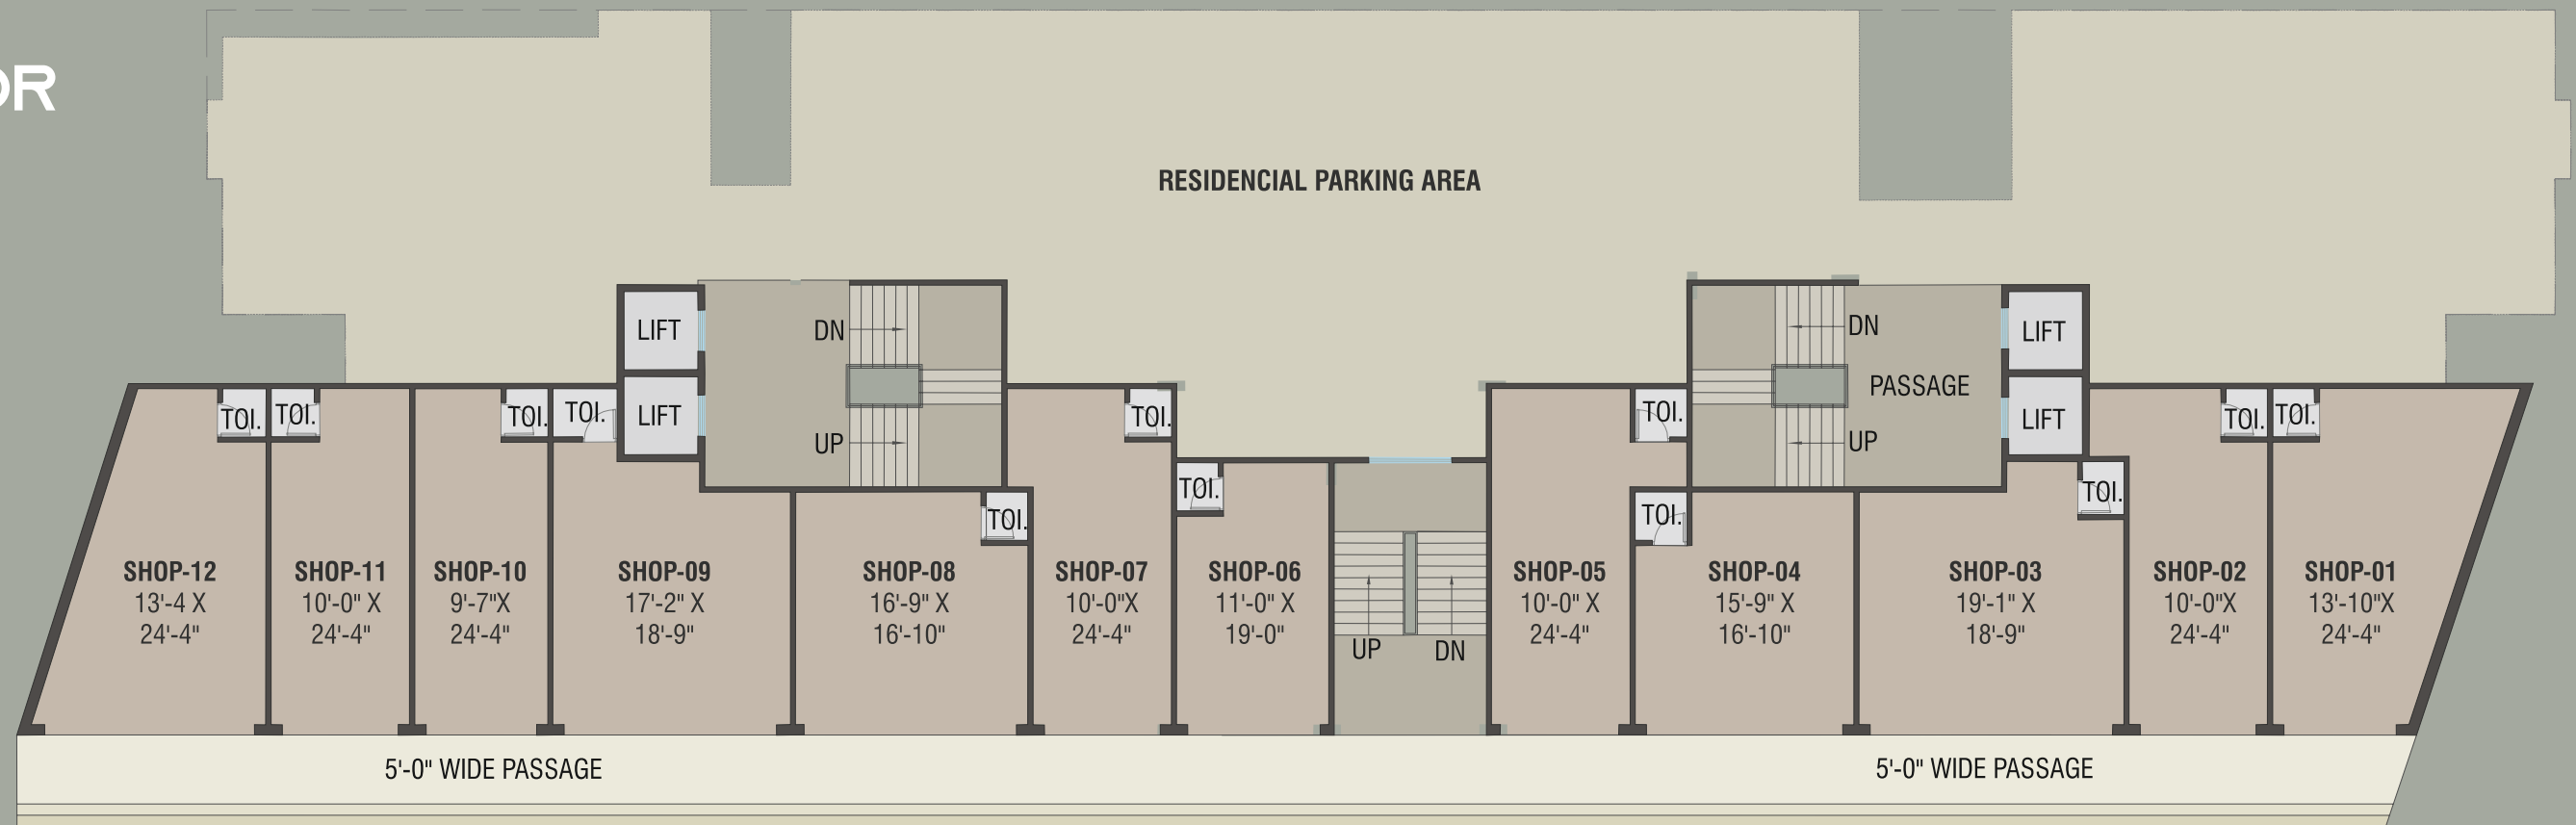 OR
RESIDENCIAL PARKING AREA
LIFT
DN
DN
LIFT
PASSAGE
LIFT
UP
UP
LIFT
TOI.
TOI.
TOI.
TOI.
TOI.
TOI.
TOI.
TOI.
TOI.
TOI.
TOI.
TOI.
SHOP-12
13'-4 X
24'-4"
SHOP-11
10'-0" X
24'-4"
SHOP-10
9'-7"X
24'-4"
SHOP-09
17'-2" X
18'-9"
SHOP-08
16'-9" X
16'-10"
SHOP-07
10'-0"X
24'-4"
SHOP-06
11'-0" X
19'-0"
UP
DN
SHOP-05
10'-0" X
24'-4"
SHOP-04
15'-9" X
16'-10"
SHOP-03
19'-1" X
18'-9"
SHOP-02
10'-0"X
24'-4"
SHOP-01
13'-10"X
24'-4"
5'-0" WIDE PASSAGE
5'-0" WIDE PASSAGE